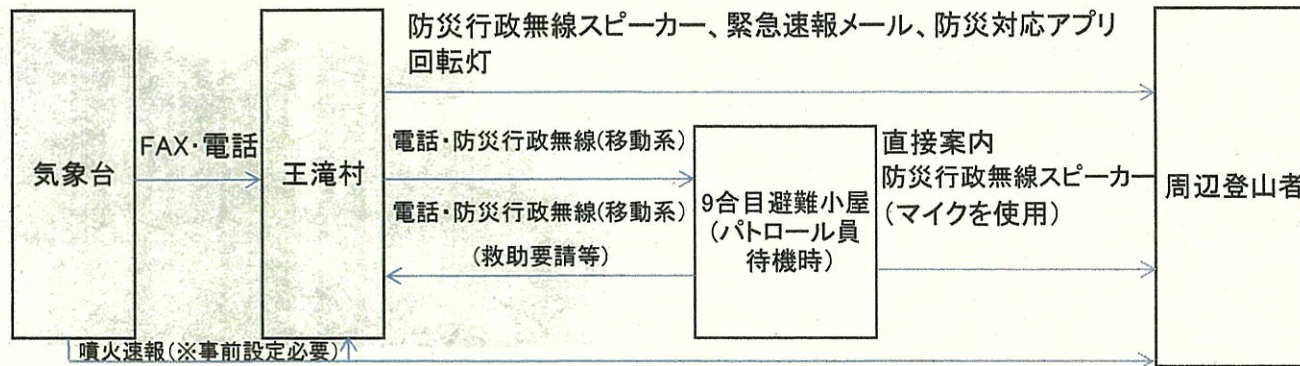 防災行政無線スピーカー、緊急速報メール、防災対応アプリ
回転灯
気象台
FAX・電話
王滝村
電話・防災行政無線(移動系)
電話・防災行政無線(移動系)
(救助要請等)
9合目避難小屋
(パトロール員
待機時)
直接案内
防災行政無線スピーカー
(マイクを使用)
周辺登山者
噴火速報(※事前設定必要)